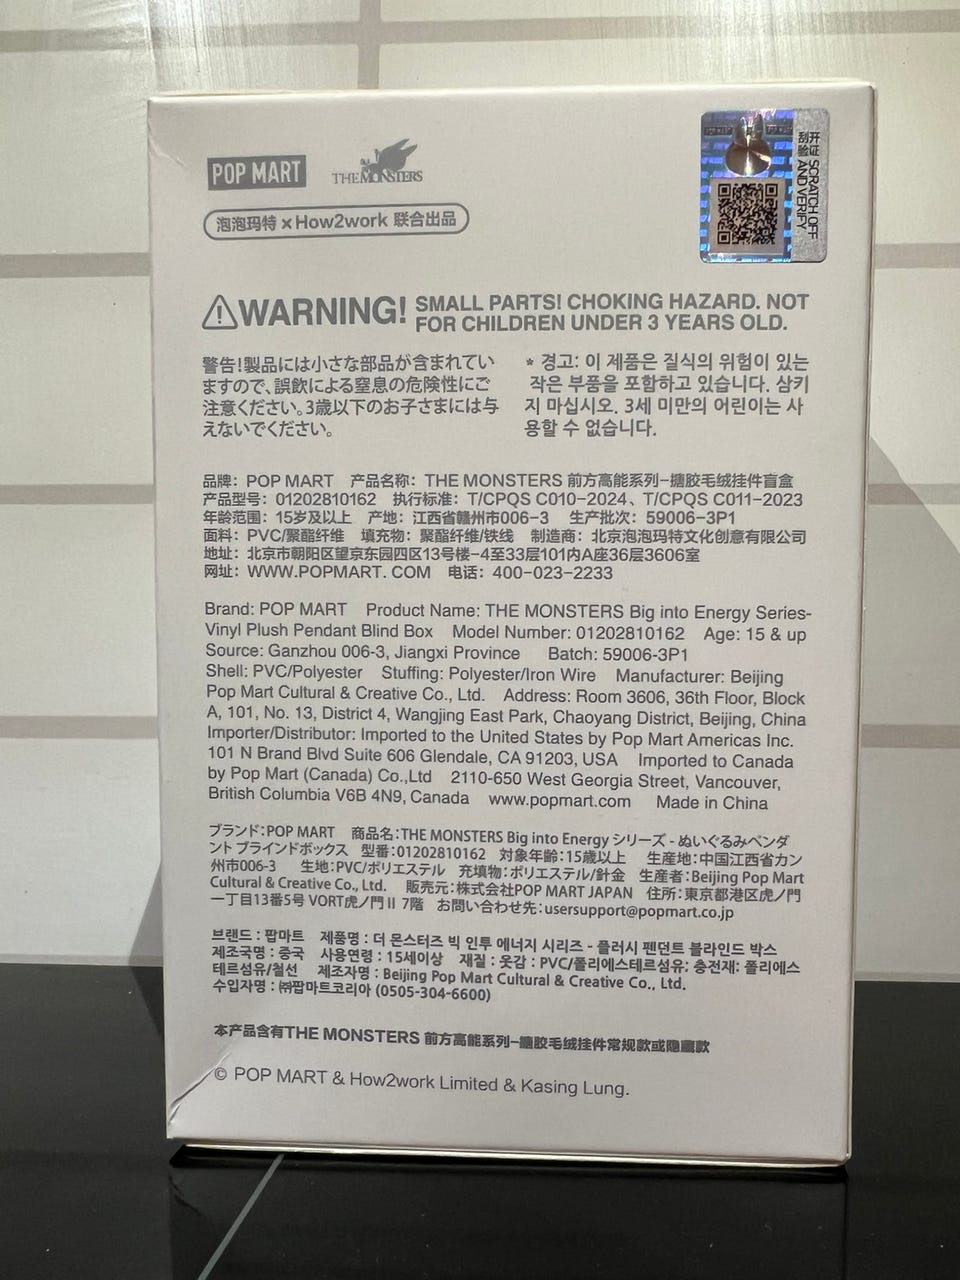 POP MART
THE MONSTERS
泡泡玛特 × How2work 联合出品
刮开验证 SCRATCH OFF AND VERIFY
WARNING! SMALL PARTS! CHOKING HAZARD. NOT
FOR CHILDREN UNDER 3 YEARS OLD.
警告!製品には小さな部品が含まれてい
ますので、誤飲による窒息の危険性にご
注意ください。3歳以下のお子さまには与
えないでください。
* 경고: 이 제품은 질식의 위험이 있는
작은 부품을 포함하고 있습니다. 삼키
지 마십시오. 3세 미만의 어린이는 사
용할 수 없습니다.
品牌: POP MART 产品名称: THE MONSTERS 前方高能系列-搪胶毛绒挂件盲盒
产品型号: 01202810162 执行标准: T/CPQS C010-2024、T/CPQS C011-2023
年龄范围: 15岁及以上 产地: 江西省赣州市006-3 生产批次: 59006-3P1
面料: PVC/聚酯纤维 填充物: 聚酯纤维/铁线 制造商: 北京泡泡玛特文化创意有限公司
地址: 北京市朝阳区望京东园四区13号楼-4至33层101内A座36层3606室
网址: WWW.POPMART.COM 电话: 400-023-2233
Brand: POP MART Product Name: THE MONSTERS Big into Energy Series-
Vinyl Plush Pendant Blind Box Model Number: 01202810162 Age: 15 & up
Source: Ganzhou 006-3, Jiangxi Province Batch: 59006-3P1
Shell: PVC/Polyester Stuffing: Polyester/Iron Wire Manufacturer: Beijing
Pop Mart Cultural & Creative Co., Ltd. Address: Room 3606, 36th Floor, Block
A, 101, No. 13, District 4, Wangjing East Park, Chaoyang District, Beijing, China
Importer/Distributor: Imported to the United States by Pop Mart Americas Inc.
101 N Brand Blvd Suite 606 Glendale, CA 91203, USA Imported to Canada
by Pop Mart (Canada) Co.,Ltd 2110-650 West Georgia Street, Vancouver,
British Columbia V6B 4N9, Canada www.popmart.com Made in China
ブランド:POP MART 商品名:THE MONSTERS Big into Energy シリーズ - ぬいぐるみペンダ
ント ブラインドボックス 型番:01202810162 対象年齢:15歳以上 生産地:中国江西省カン
州市006-3 生地:PVC/ポリエステル 充填物:ポリエステル/針金 生産者:Beijing Pop Mart
Cultural & Creative Co., Ltd. 販売元:株式会社POP MART JAPAN 住所:東京都港区虎ノ門
一丁目13番5号 VORT虎ノ門 II 7階 お問い合わせ先:usersupport@popmart.co.jp
브랜드 : 팝마트 제품명 : 더 몬스터즈 빅 인투 에너지 시리즈 - 플러시 펜던트 블라인드 박스
제조국명 : 중국 사용연령 : 15세이상 재질 : 옷감 : PVC/폴리에스테르섬유: 충전재: 폴리에스
테르섬유/철선 제조자명 : Beijing Pop Mart Cultural & Creative Co., Ltd.
수입자명 : ㈜팝마트코리아 (0505-304-6600)
本产品含有THE MONSTERS 前方高能系列-搪胶毛绒挂件常规款或隐藏款
© POP MART & How2work Limited & Kasing Lung.